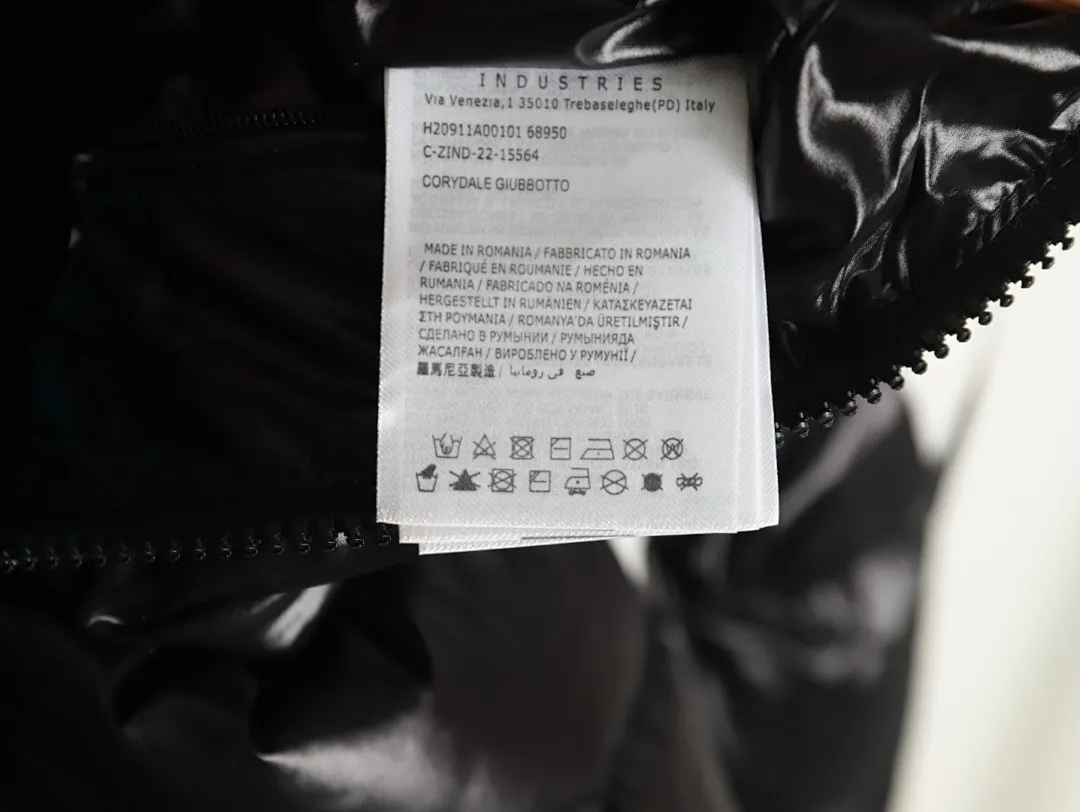 INDUSTRIES
Via Venezia,1 35010 Trebaseleghe(PD) Italy
H20911A00101 68950
C-ZIND-22-15564
CORYDALE GIUBBOTTO
MADE IN ROMANIA / FABBRICATO IN ROMANIA
/ FABRIQUÉ EN ROUMANIE / HECHO EN
RUMANIA / FABRICADO NA ROMÊNIA /
HERGESTELLT IN RUMÄNIEN / ΚΑΤΑΣΚΕΥΑΖΕΤΑΙ
ΣΤΗ ΡΟΥΜΑΝΙΑ / ROMANYA'DA ÜRETILMIŞTIR /
СДЕЛАНО В РУМЫНИИ / РУМЫНИЯДА
ЖАСАЛҒАН / ВИРОБЛЕНО У РУМУНІЇ /
羅馬尼亞製造 / صنع في رومانيا